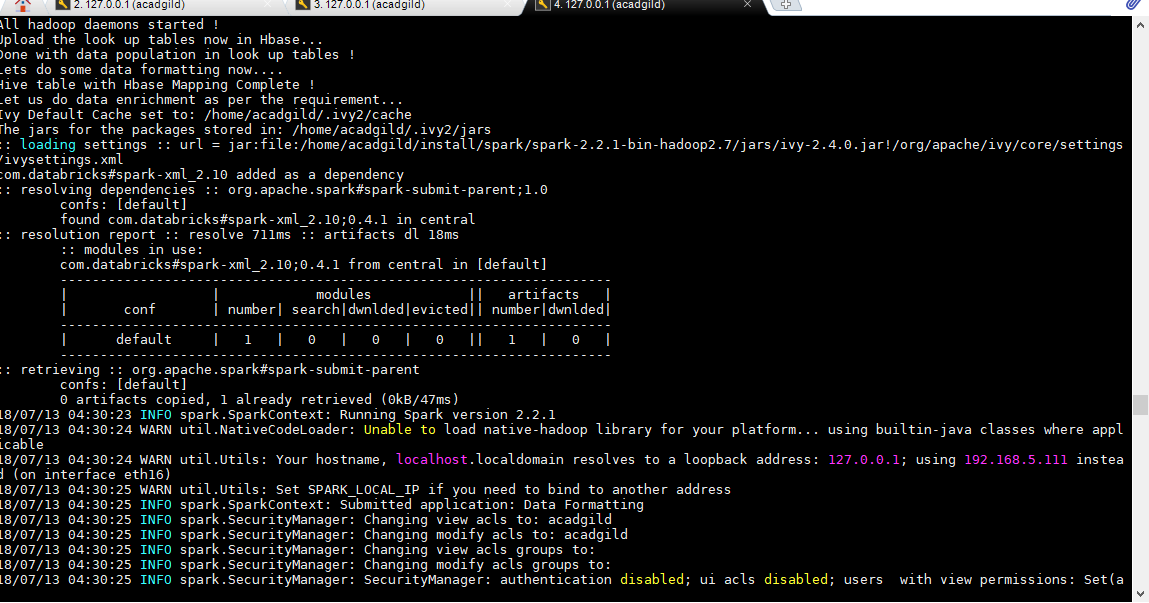 2. 127.0.0.1 (acadgild) 3. 127.0.0.1 (acadgild) 4. 127.0.0.1 (acadgild)
All hadoop daemons started !
Upload the look up tables now in Hbase...
Done with data population in look up tables !
Lets do some data formatting now....
Hive table with Hbase Mapping Complete !
Let us do data enrichment as per the requirement...
Ivy Default Cache set to: /home/acadgild/.ivy2/cache
The jars for the packages stored in: /home/acadgild/.ivy2/jars
:: loading settings :: url = jar:file:/home/acadgild/install/spark/spark-2.2.1-bin-hadoop2.7/jars/ivy-2.4.0.jar!/org/apache/ivy/core/settings
/ivysettings.xml
com.databricks#spark-xml_2.10 added as a dependency
:: resolving dependencies :: org.apache.spark#spark-submit-parent;1.0
confs: [default]
found com.databricks#spark-xml_2.10;0.4.1 in central
:: resolution report :: resolve 711ms :: artifacts dl 18ms
:: modules in use:
com.databricks#spark-xml_2.10;0.4.1 from central in [default]
---------------------------------------------------------------------
|                  |            modules            ||   artifacts   |
|       conf       | number| search|dwnlded|evicted|| number|dwnlded|
---------------------------------------------------------------------
|      default     |   1   |   0   |   0   |   0   ||   1   |   0   |
---------------------------------------------------------------------
:: retrieving :: org.apache.spark#spark-submit-parent
confs: [default]
0 artifacts copied, 1 already retrieved (0kB/47ms)
18/07/13 04:30:23 INFO spark.SparkContext: Running Spark version 2.2.1
18/07/13 04:30:24 WARN util.NativeCodeLoader: Unable to load native-hadoop library for your platform... using builtin-java classes where appl
icable
18/07/13 04:30:24 WARN util.Utils: Your hostname, localhost.localdomain resolves to a loopback address: 127.0.0.1; using 192.168.5.111 instea
d (on interface eth16)
18/07/13 04:30:25 WARN util.Utils: Set SPARK_LOCAL_IP if you need to bind to another address
18/07/13 04:30:25 INFO spark.SparkContext: Submitted application: Data Formatting
18/07/13 04:30:25 INFO spark.SecurityManager: Changing view acls to: acadgild
18/07/13 04:30:25 INFO spark.SecurityManager: Changing modify acls to: acadgild
18/07/13 04:30:25 INFO spark.SecurityManager: Changing view acls groups to:
18/07/13 04:30:25 INFO spark.SecurityManager: Changing modify acls groups to:
18/07/13 04:30:25 INFO spark.SecurityManager: SecurityManager: authentication disabled; ui acls disabled; users  with view permissions: Set(a